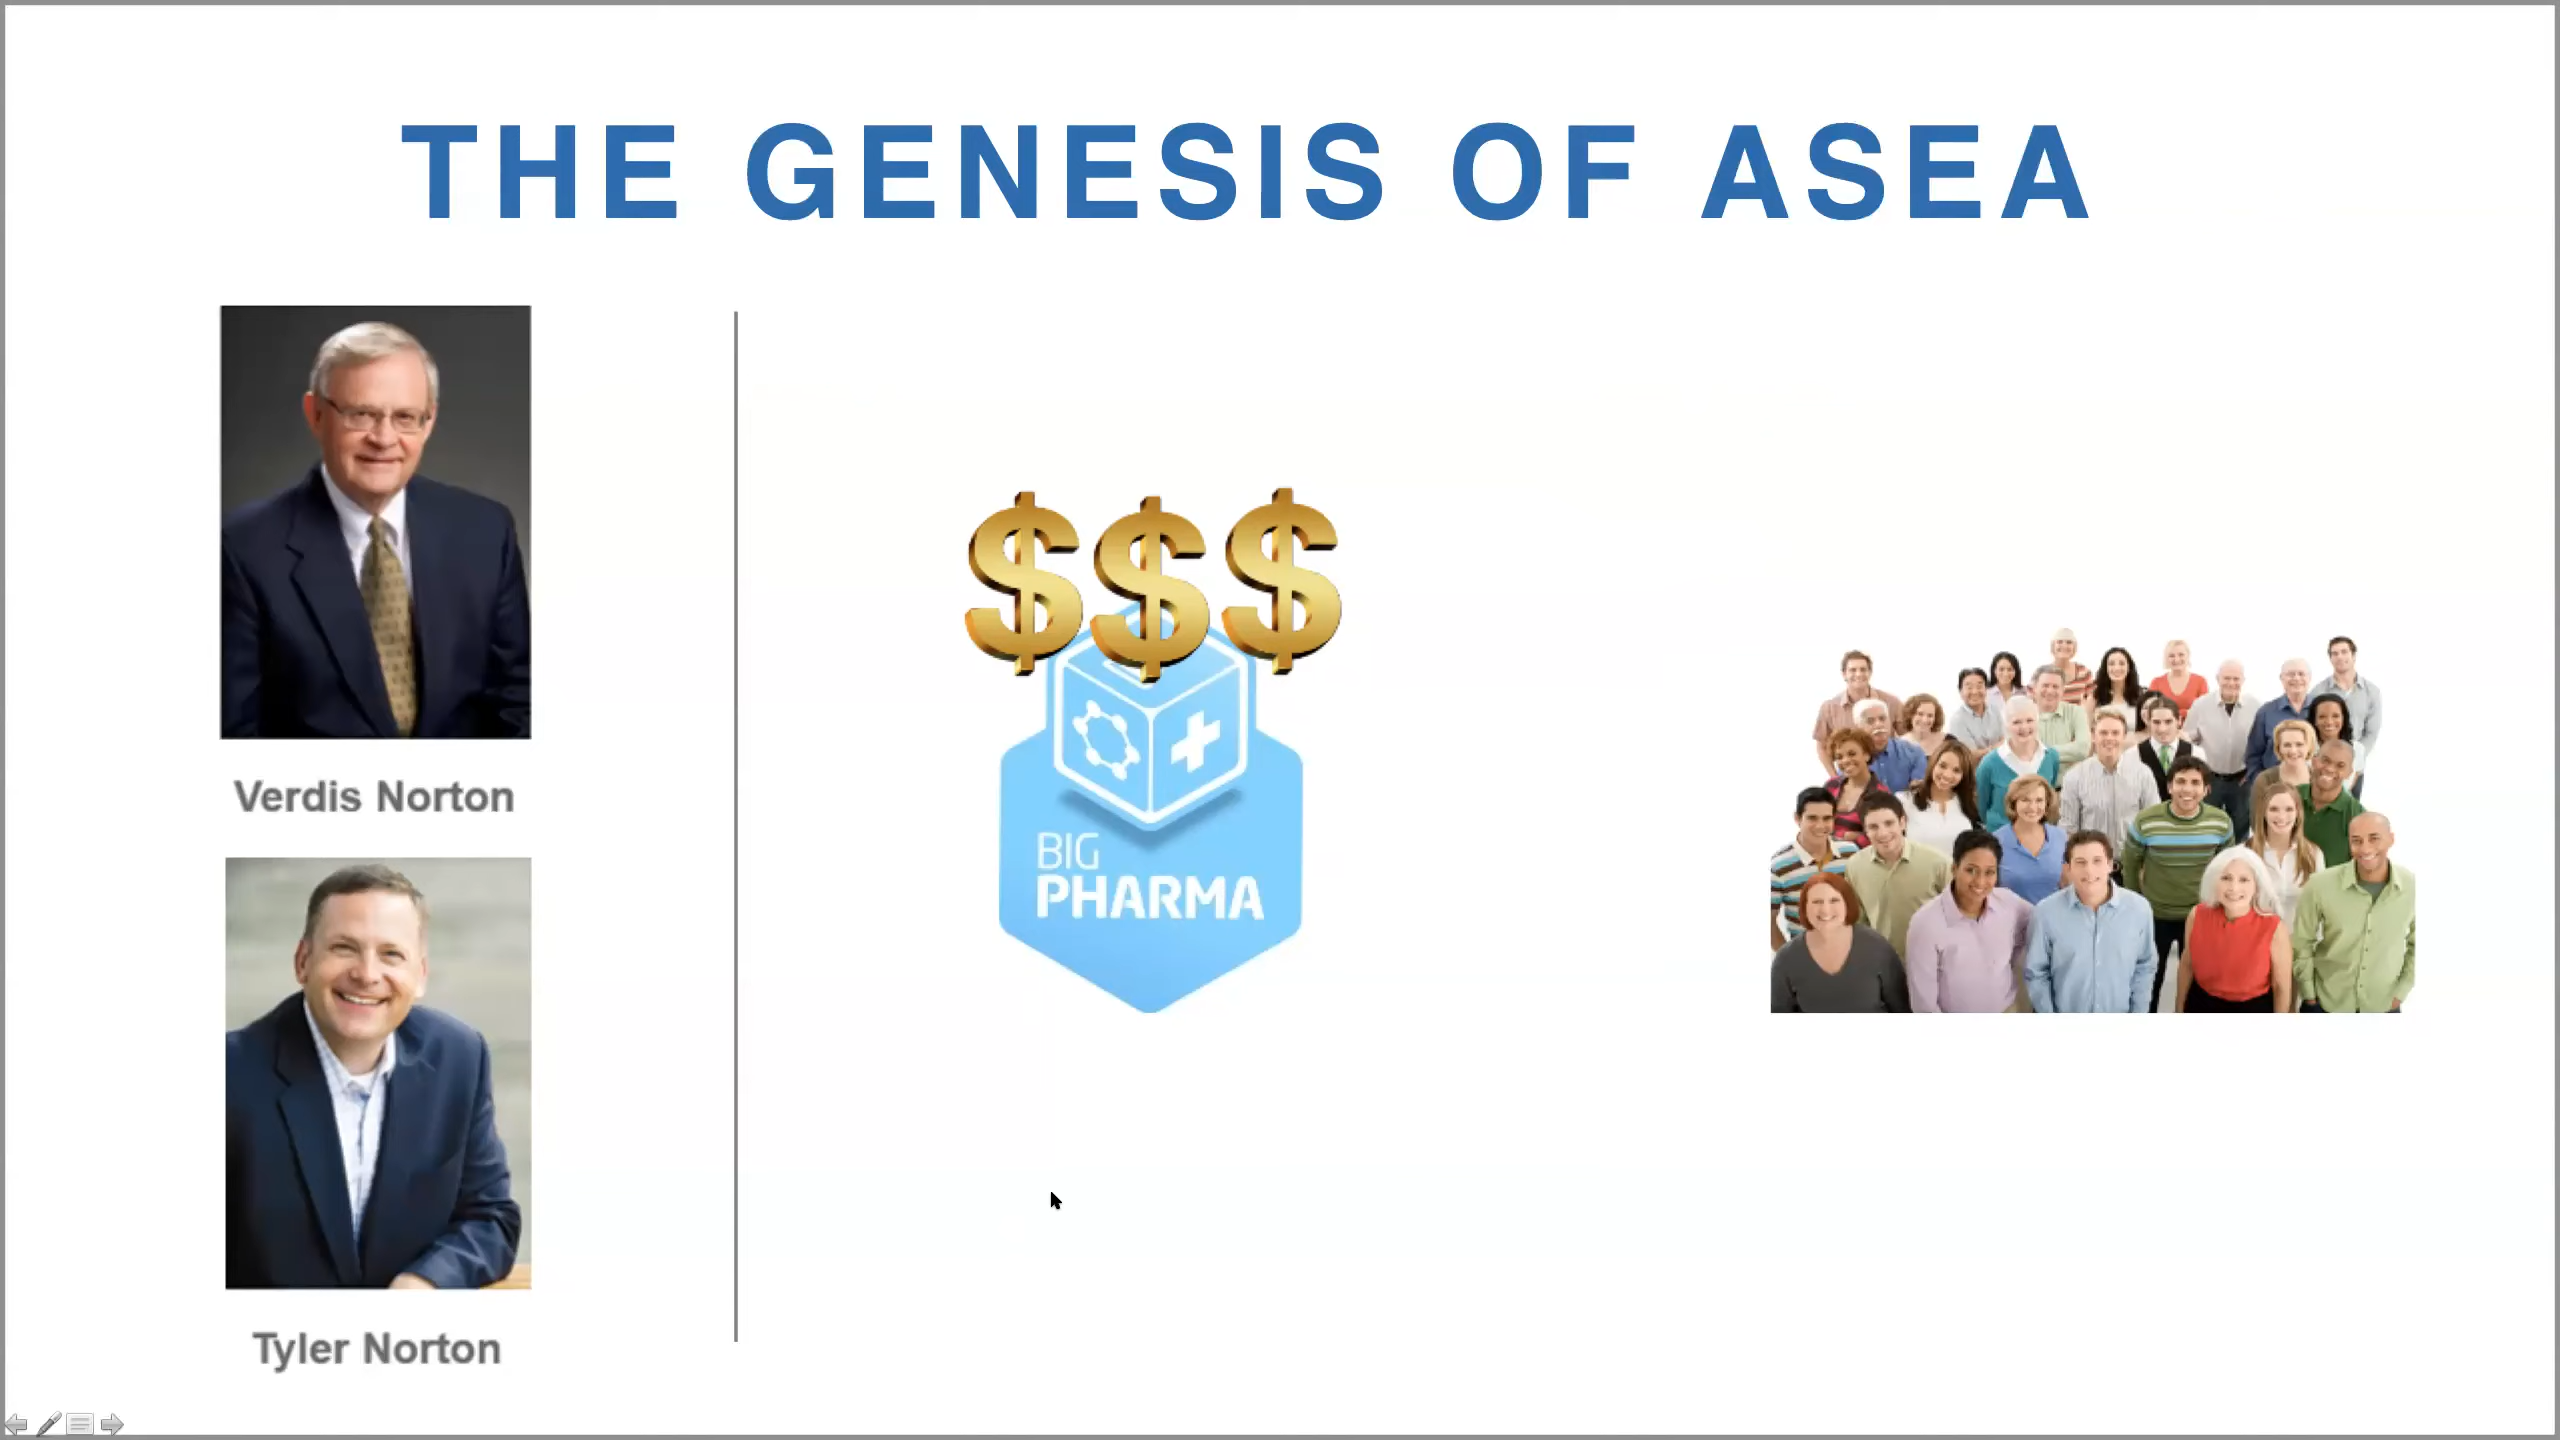 THE GENESIS OF ASEA
Verdis Norton
Tyler Norton
$$$
BIG
PHARMA